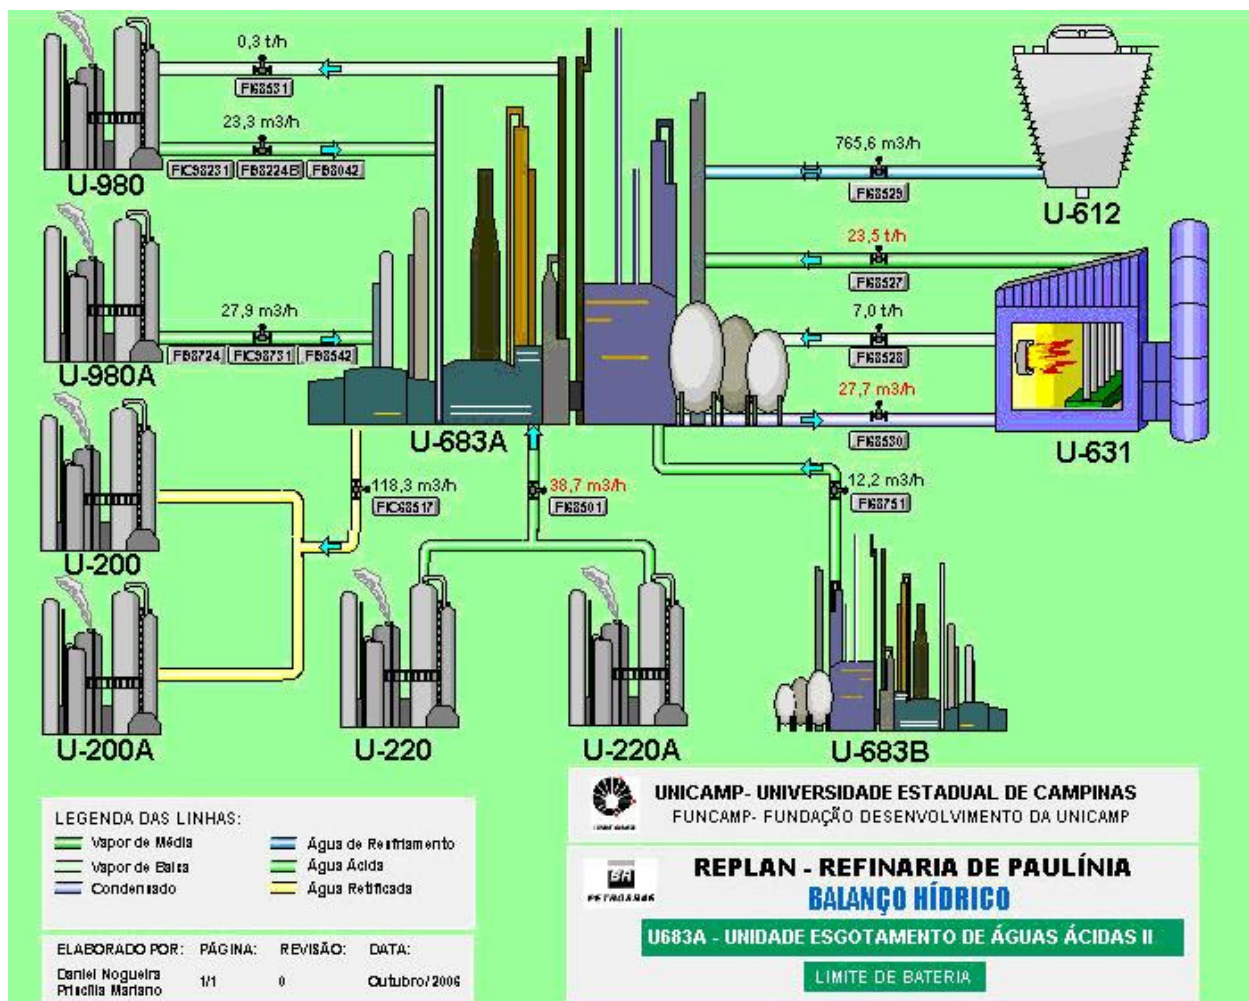 0,3 t/h
FI68531
23,3 m3/h
FIC98231 F98224B F98042
U-980
765,6 m3/h
FI68529
U-612
23,5 t/h
FI68527
27,9 m3/h
F98724 FIC98731 F98542
U-980A
7,0 t/h
FI68528
27,7 m3/h
FI68530
U-631
U-683A
118,3 m3/h
FIC68517
38,7 m3/h
FI68501
12,2 m3/h
FI68751
U-200
U-200A
U-220
U-220A
U-683B
LEGENDA DAS LINHAS:
Vapor de Média
Vapor de Baixa
Condensado
Água de Resfriamento
Água Ácida
Água Retificada
ELABORADO POR: PÁGINA: REVISÃO: DATA:
Daniel Nogueira
Priscilla Mariano
1/1 0 Outubro/2006
UNICAMP- UNIVERSIDADE ESTADUAL DE CAMPINAS
FUNCAMP- FUNDAÇÃO DESENVOLVIMENTO DA UNICAMP
BR
PETROBRAS
REPLAN - REFINARIA DE PAULÍNIA
BALANÇO HÍDRICO
U683A - UNIDADE ESGOTAMENTO DE ÁGUAS ÁCIDAS II
LIMITE DE BATERIA